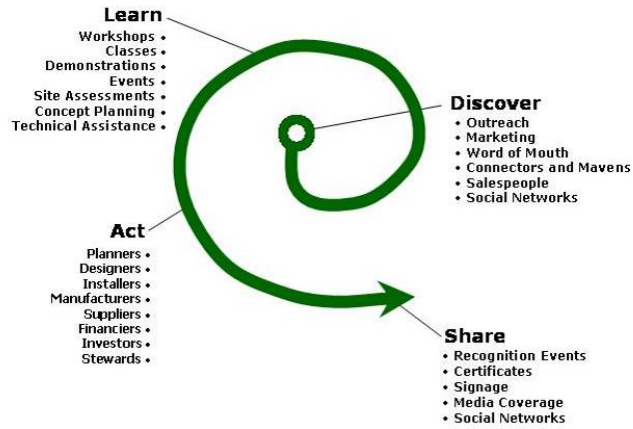 Learn
Workshops •
Classes •
Demonstrations •
Events •
Site Assessments •
Concept Planning •
Technical Assistance •
Discover
• Outreach
• Marketing
• Word of Mouth
• Connectors and Mavens
• Salespeople
• Social Networks
Act
Planners •
Designers •
Installers •
Manufacturers •
Suppliers •
Financiers •
Investors •
Stewards •
Share
• Recognition Events
• Certificates
• Signage
• Media Coverage
• Social Networks